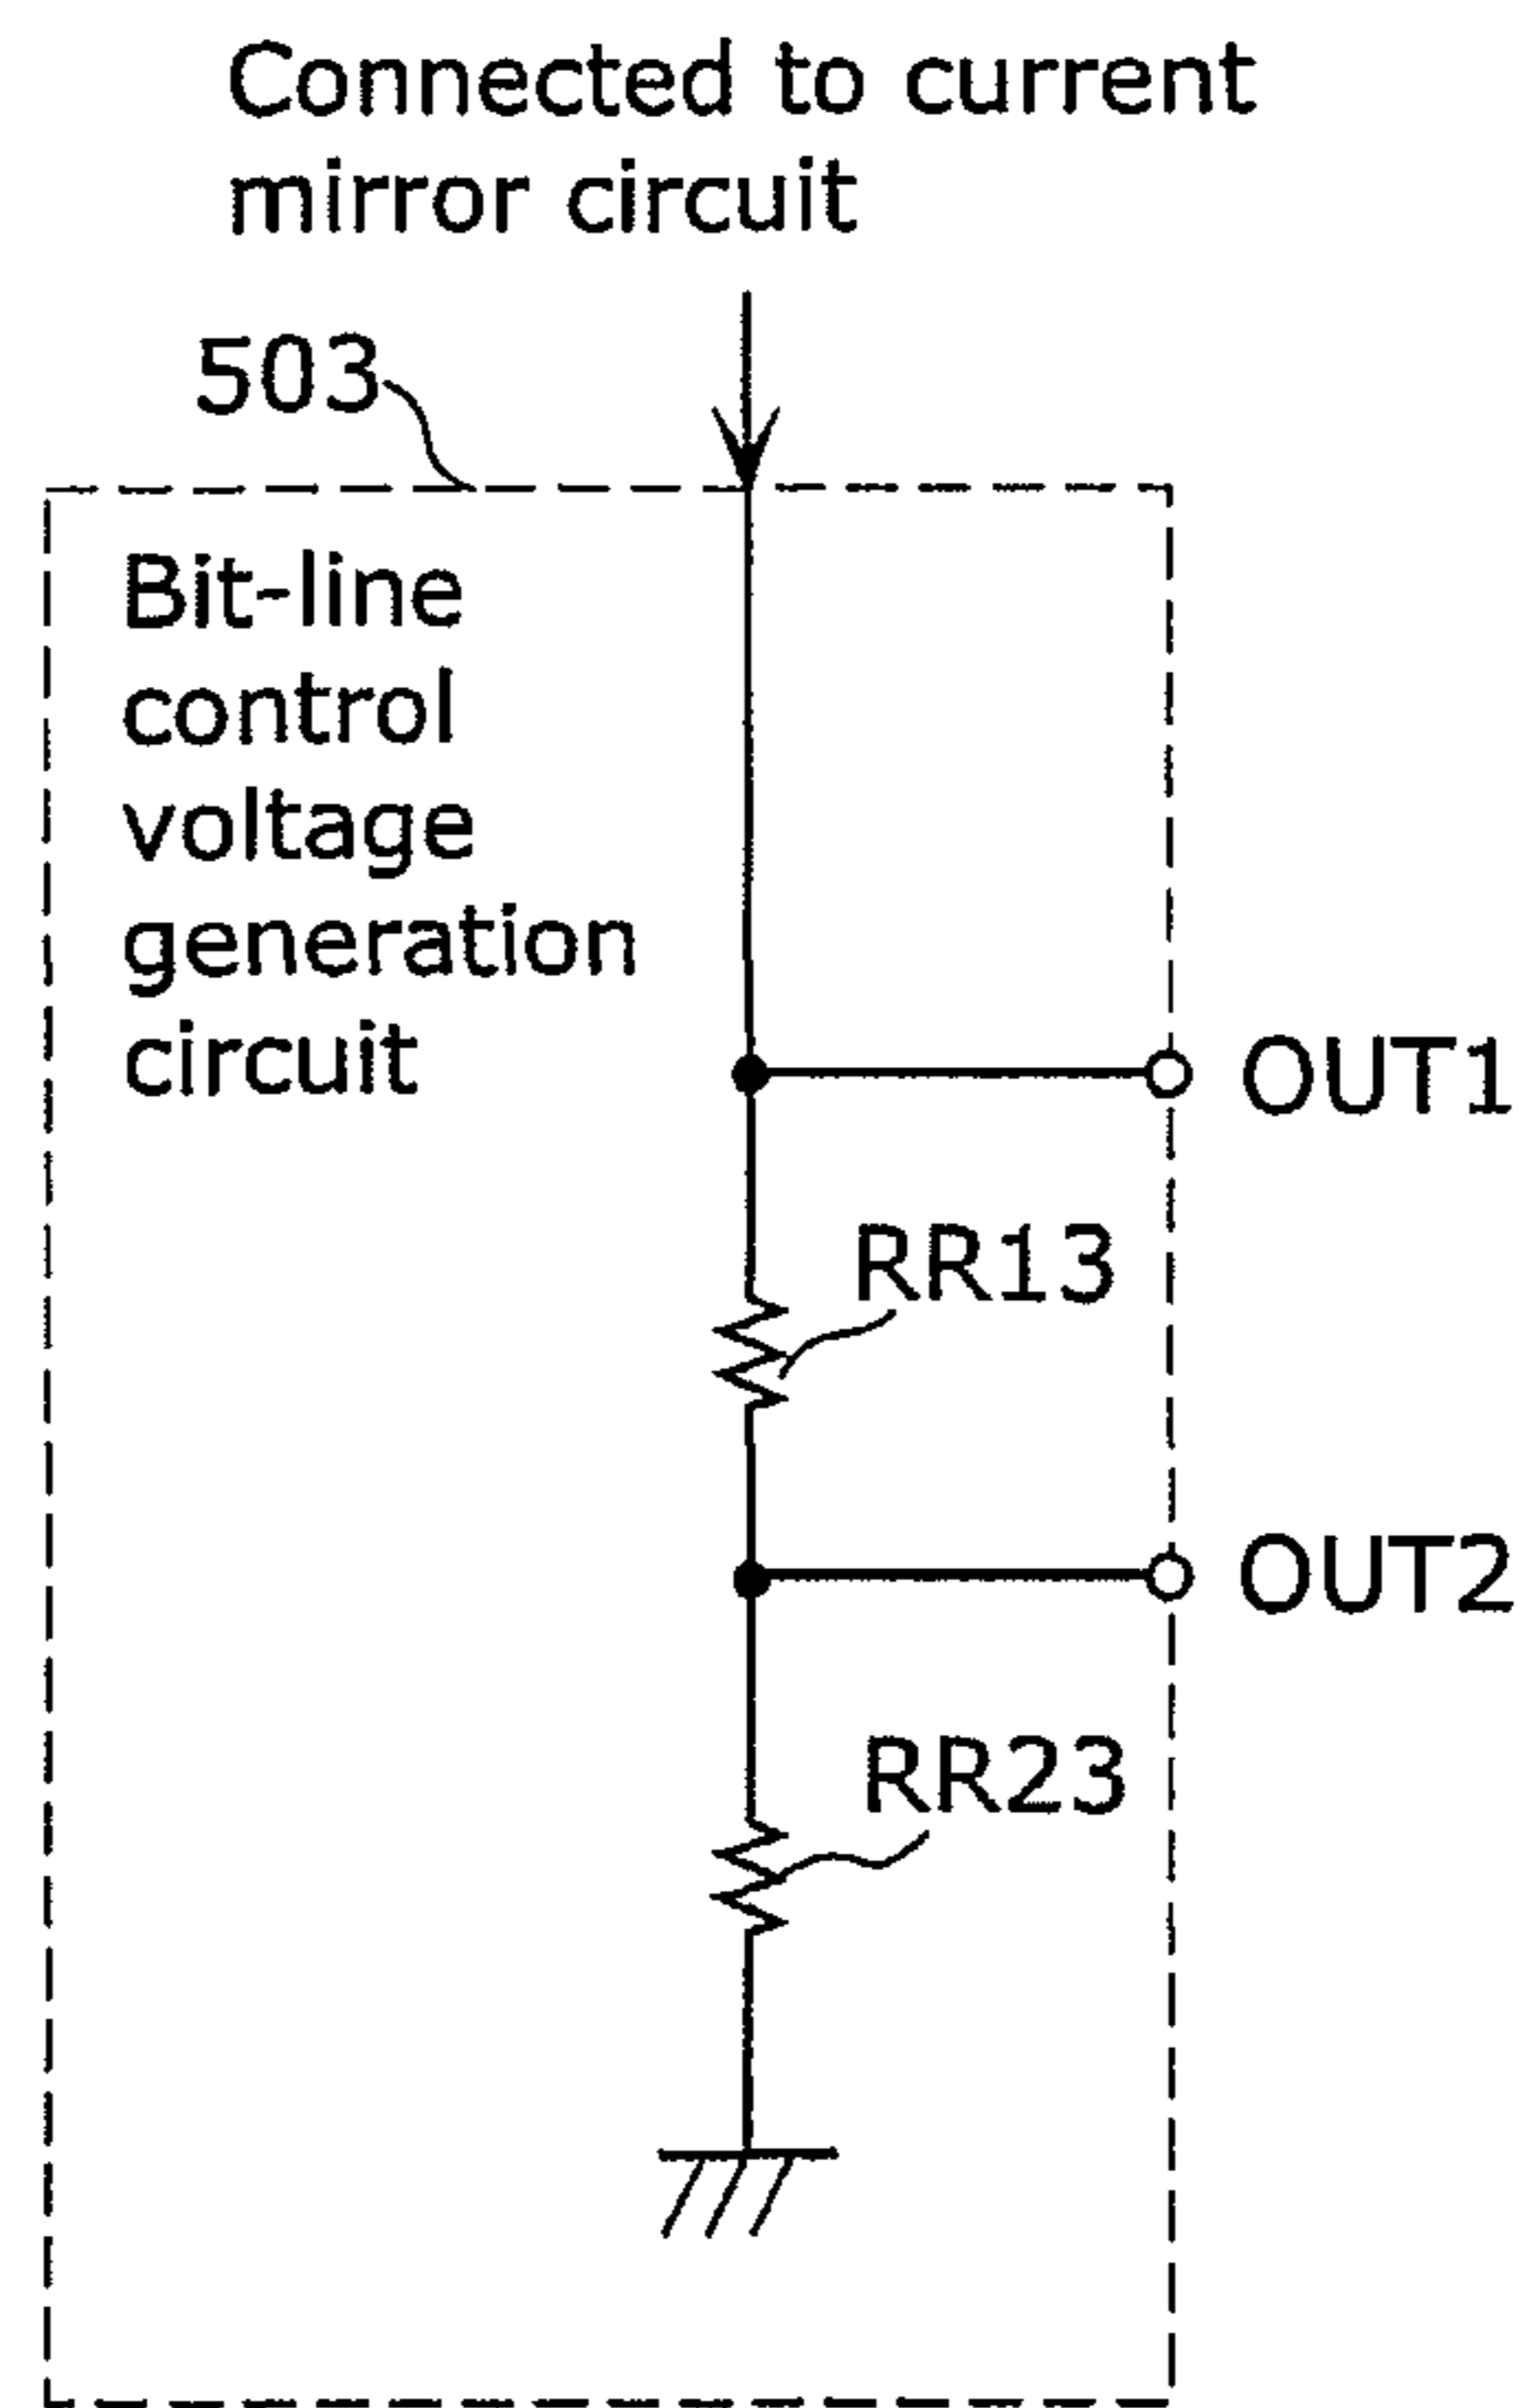 Connected to current
mirror circuit
503
Bit-line
control
voltage
generation
circuit
OUT1
RR13
OUT2
RR23